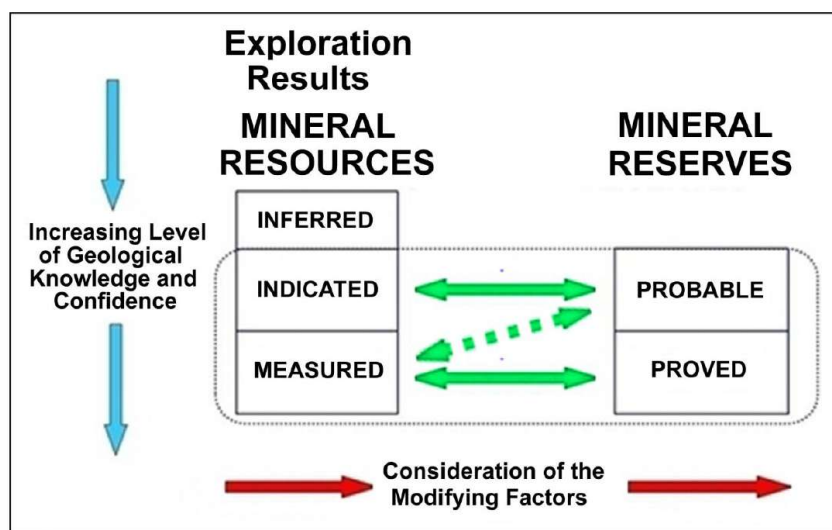 Exploration
Results
MINERAL
RESOURCES
MINERAL
RESERVES
Increasing Level
of Geological
Knowledge and
Confidence
INFERRED
INDICATED
MEASURED
PROBABLE
PROVED
Consideration of the
Modifying Factors